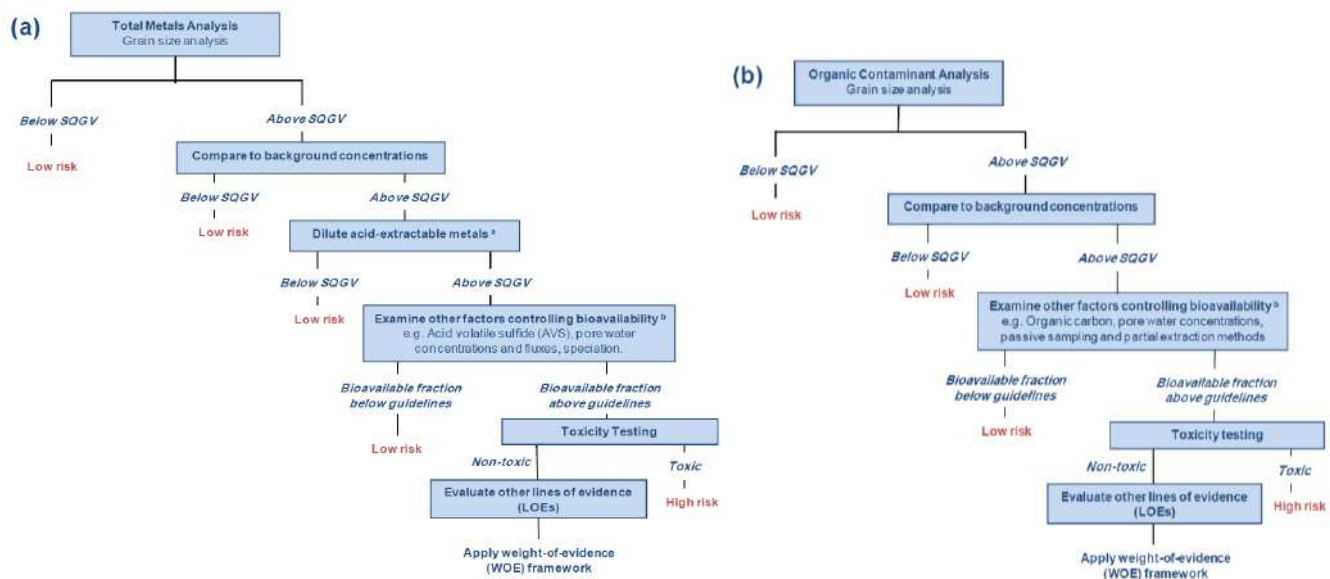 (a)
Total Metals Analysis
Grain size analysis
Below SQGV
Above SQGV
Low risk
Compare to background concentrations
Below SQGV
Above SQGV
Low risk
Dilute acid-extractable metals a
Below SQGV
Above SQGV
Low risk
Examine other factors controlling bioavailability b
e.g. Acid volatile sulfide (AVS), pore water
concentrations and fluxes, speciation.
Bioavailable fraction
below guidelines
Bioavailable fraction
above guidelines
Low risk
Toxicity Testing
Non-toxic
Toxic
Evaluate other lines of evidence
(LOEs)
High risk
Apply weight-of-evidence
(WOE) framework
(b)
Organic Contaminant Analysis
Grain size analysis
Below SQGV
Above SQGV
Low risk
Compare to background concentrations
Below SQGV
Above SQGV
Low risk
Examine other factors controlling bioavailability b
e.g. Organic carbon, pore water concentrations,
passive sampling and partial extraction methods
Bioavailable fraction
below guidelines
Bioavailable fraction
above guidelines
Low risk
Toxicity testing
Non-toxic
Toxic
Evaluate other lines of evidence
(LOEs)
High risk
Apply weight-of-evidence
(WOE) framework